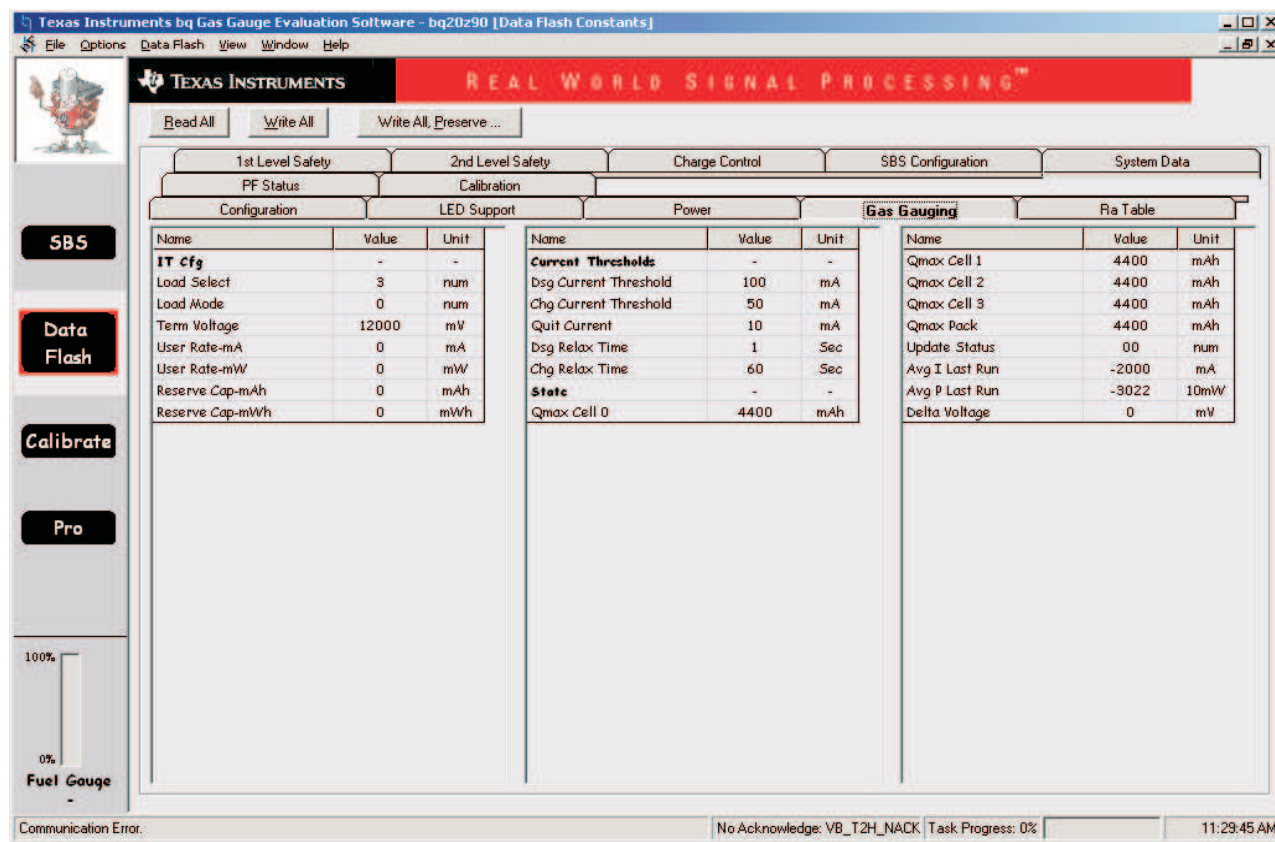 Texas Instruments bq Gas Gauge Evaluation Software - bq20z90 [Data Flash Constants]
File Options Data Flash View Window Help
TEXAS INSTRUMENTS REAL WORLD SIGNAL PROCESSING™
Read All Write All Write All, Preserve ...
1st Level Safety 2nd Level Safety Charge Control SBS Configuration System Data
PF Status Calibration
Configuration LED Support Power Gas Gauging Ra Table
SBS
Data
Flash
Calibrate
Pro
100%
0%
Fuel Gauge
-
Name Value Unit
IT Cfg - -
Load Select 3 num
Load Mode 0 num
Term Voltage 12000 mV
User Rate-mA 0 mA
User Rate-mW 0 mW
Reserve Cap-mAh 0 mAh
Reserve Cap-mWh 0 mWh
Name Value Unit
Current Thresholds - -
Dsg Current Threshold 100 mA
Chg Current Threshold 50 mA
Quit Current 10 mA
Dsg Relax Time 1 Sec
Chg Relax Time 60 Sec
State - -
Qmax Cell 0 4400 mAh
Name Value Unit
Qmax Cell 1 4400 mAh
Qmax Cell 2 4400 mAh
Qmax Cell 3 4400 mAh
Qmax Pack 4400 mAh
Update Status 00 num
Avg I Last Run -2000 mA
Avg P Last Run -3022 10mW
Delta Voltage 0 mV
Communication Error. No Acknowledge: VB_T2H_NACK Task Progress: 0% 11:29:45 AM